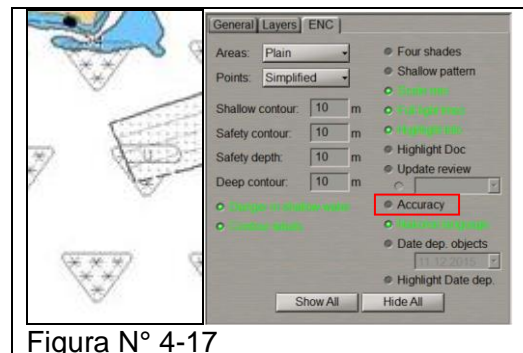 General Layers ENC
Areas: Plain
Points: Simplified
Shallow contour: 10 m
Safety contour: 10 m
Safety depth: 10 m
Deep contour: 10 m
Four shades
Shallow pattern
Highlight Doc
Update review
Accuracy
Date dep. objects
11.12.2015
Highlight Date dep.
Show All Hide All
U
Figura N° 4-17